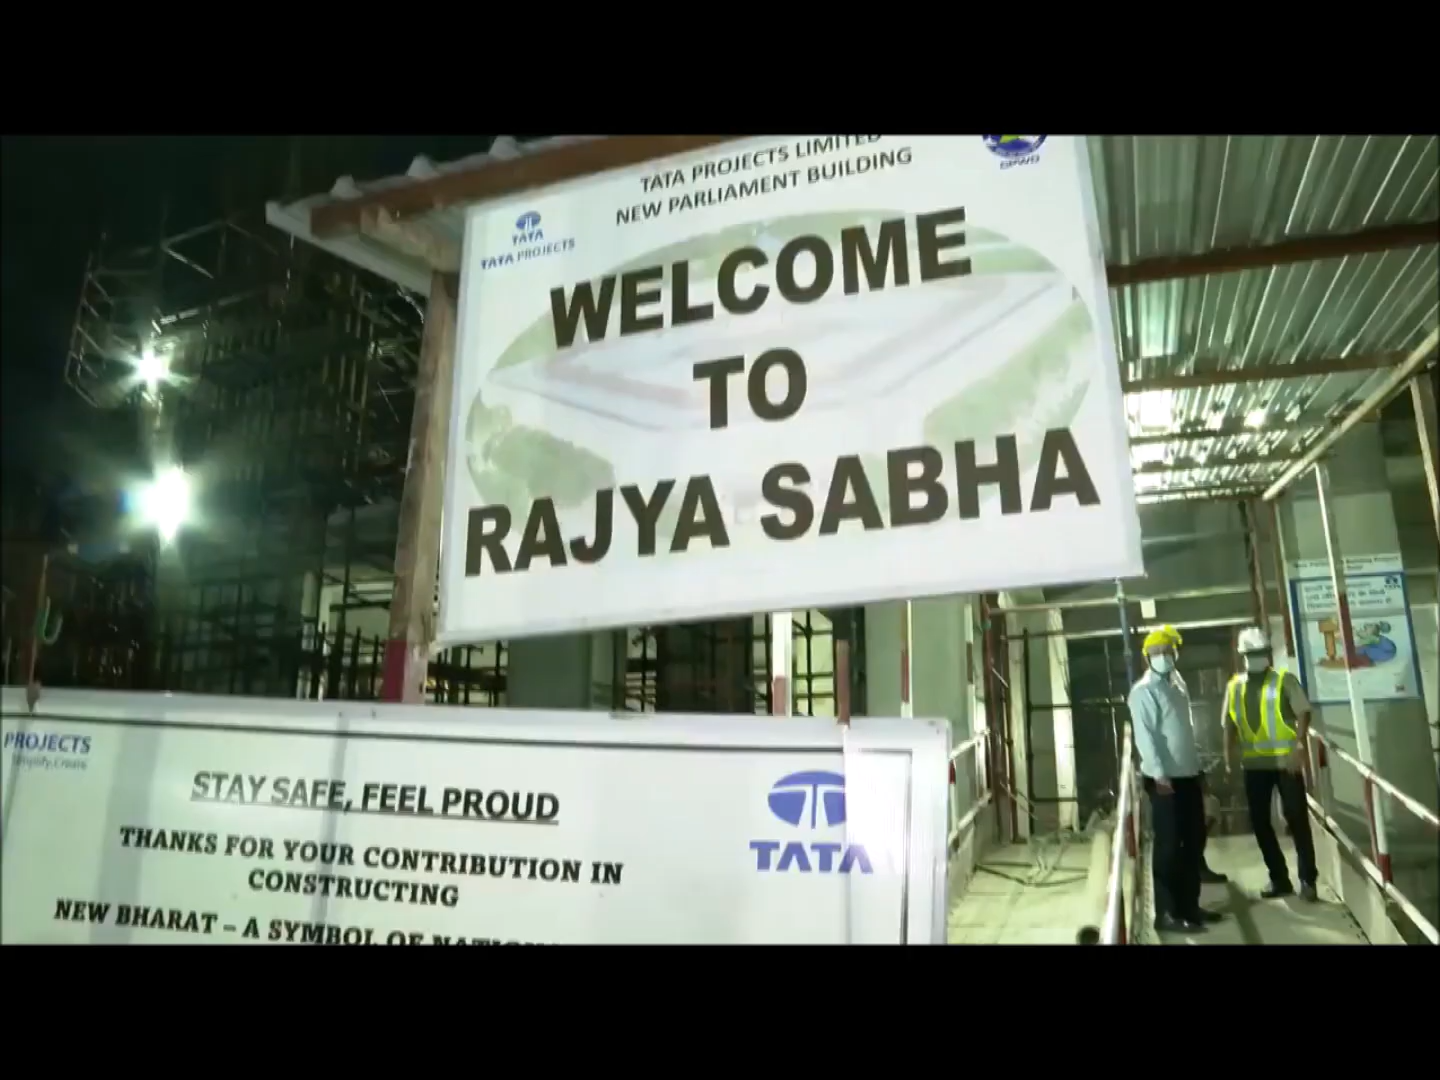 TATA PROJECTS LIMITED
NEW PARLIAMENT BUILDING
CPWD
TATA
TATA PROJECTS
WELCOME
TO
RAJYA SABHA
PROJECTS
STAY SAFE, FEEL PROUD
TATA
THANKS FOR YOUR CONTRIBUTION IN
CONSTRUCTING
NEW BHARAT – A SYMBOL OF